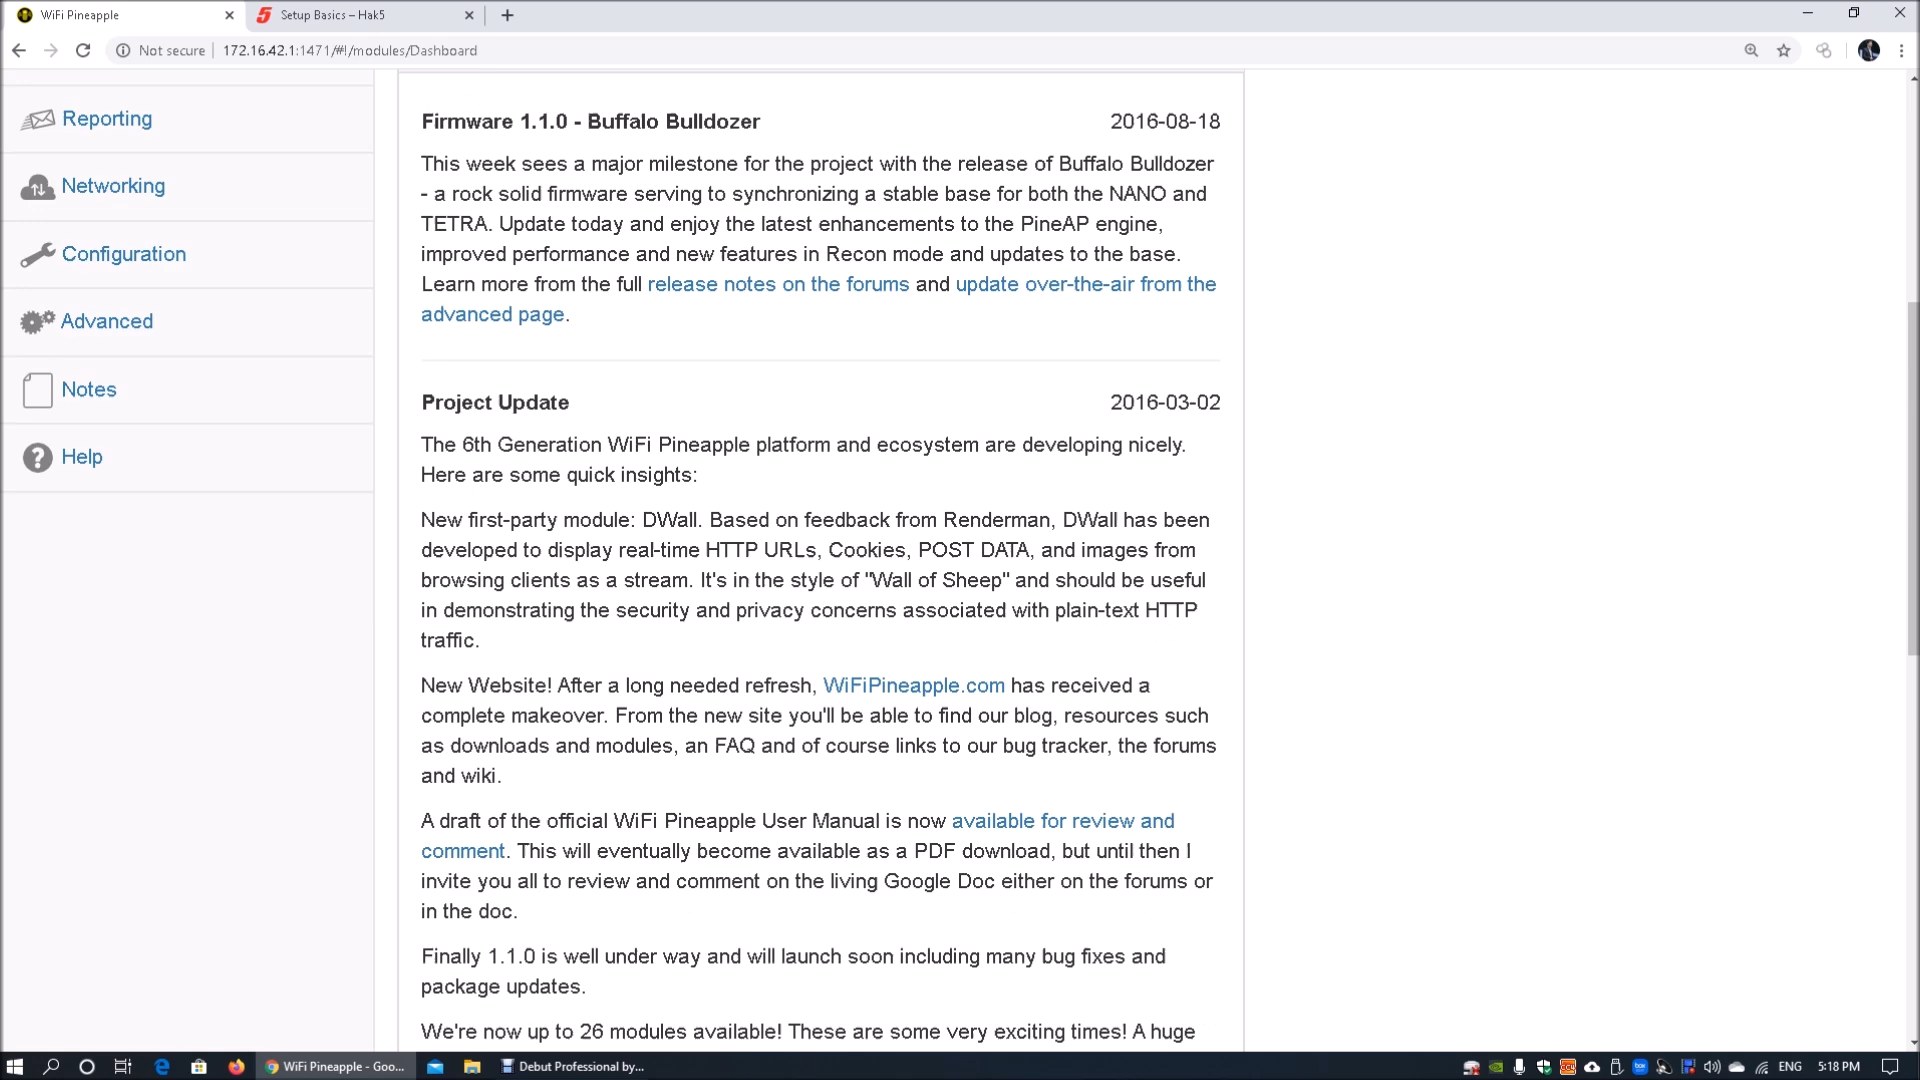 WiFi Pineapple
Setup Basics – Hak5
Not secure
172.16.42.1:1471/#!/modules/Dashboard
Reporting
Networking
Configuration
Advanced
Notes
Help
Firmware 1.1.0 - Buffalo Bulldozer 2016-08-18
This week sees a major milestone for the project with the release of Buffalo Bulldozer
- a rock solid firmware serving to synchronizing a stable base for both the NANO and
TETRA. Update today and enjoy the latest enhancements to the PineAP engine,
improved performance and new features in Recon mode and updates to the base.
Learn more from the full release notes on the forums and update over-the-air from the
advanced page.
Project Update 2016-03-02
The 6th Generation WiFi Pineapple platform and ecosystem are developing nicely.
Here are some quick insights:
New first-party module: DWall. Based on feedback from Renderman, DWall has been
developed to display real-time HTTP URLs, Cookies, POST DATA, and images from
browsing clients as a stream. It's in the style of "Wall of Sheep" and should be useful
in demonstrating the security and privacy concerns associated with plain-text HTTP
traffic.
New Website! After a long needed refresh, WiFiPineapple.com has received a
complete makeover. From the new site you'll be able to find our blog, resources such
as downloads and modules, an FAQ and of course links to our bug tracker, the forums
and wiki.
A draft of the official WiFi Pineapple User Manual is now available for review and
comment. This will eventually become available as a PDF download, but until then I
invite you all to review and comment on the living Google Doc either on the forums or
in the doc.
Finally 1.1.0 is well under way and will launch soon including many bug fixes and
package updates.
We're now up to 26 modules available! These are some very exciting times! A huge
WiFi Pineapple - Goo...
Debut Professional by...
ENG
5:18 PM